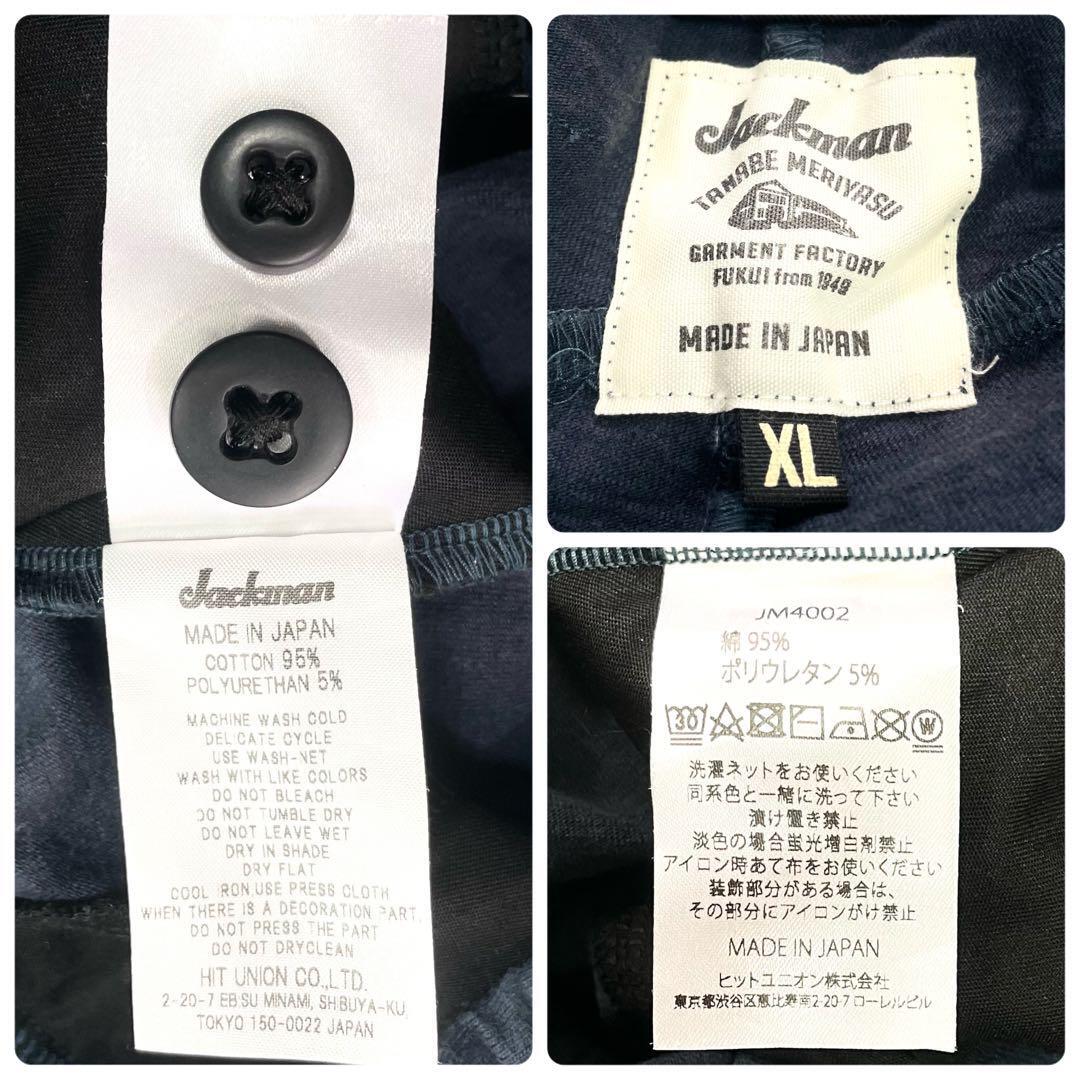 Jackman
MADE IN JAPAN
COTTON 95%
POLYURETHAN 5%
MACHINE WASH COLD
DELICATE CYCLE
USE WASH-NET
WASH WITH LIKE COLORS
DO NOT BLEACH
DO NOT TUMBLE DRY
DO NOT LEAVE WET
DRY IN SHADE
DRY FLAT
COOL IRON,USE PRESS CLOTH
WHEN THERE IS A DECORATION PART,
DO NOT PRESS THE PART
DO NOT DRYCLEAN
HIT UNION CO.,LTD.
2-20-7 EBISU MINAMI, SHIBUYA-KU,
TOKYO 150-0022 JAPAN
Jackman
TANABE MERIYASU
GARMENT FACTORY
FUKUI from 1949
MADE IN JAPAN
XL
JM4002
綿 95%
ポリウレタン 5%
30 W
洗濯ネットをお使いください
同系色と一緒に洗って下さい
漬け置き禁止
淡色の場合蛍光増白剤禁止
アイロン時あて布をお使いください
装飾部分がある場合は、
その部分にアイロンがけ禁止
MADE IN JAPAN
ヒットユニオン株式会社
東京都渋谷区恵比寿南2-20-7 ローレルビル